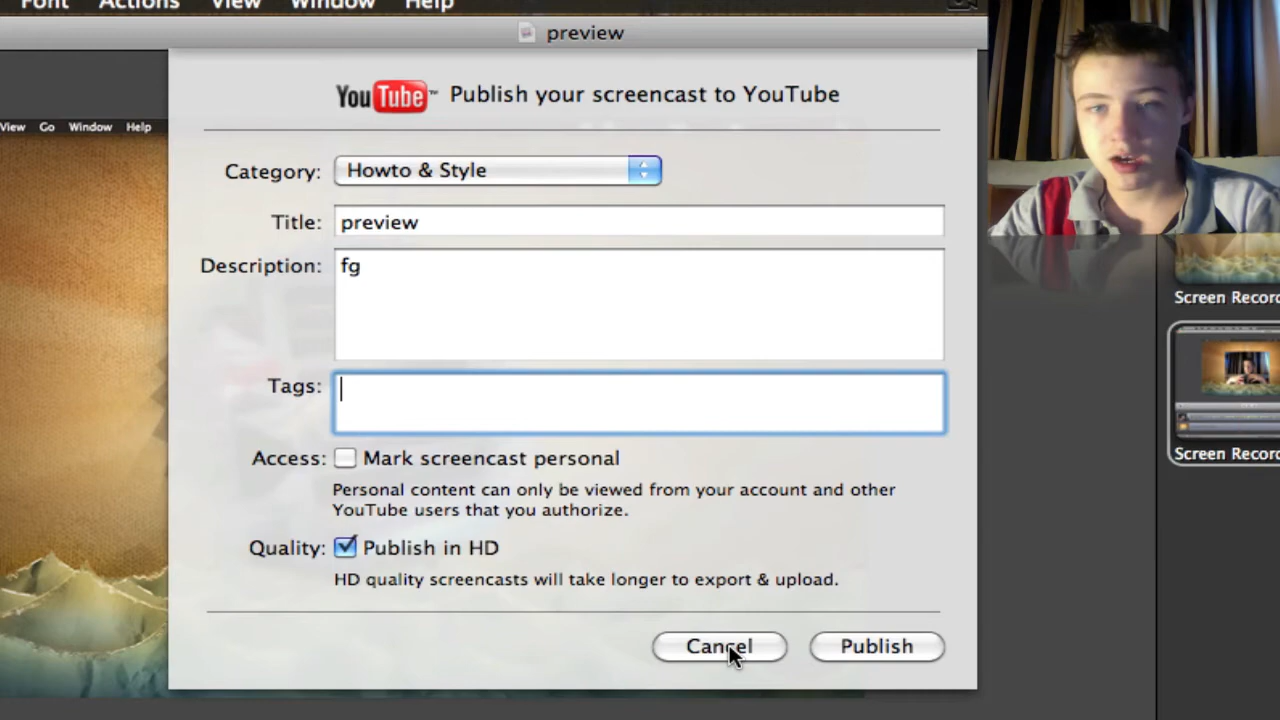 Font Actions View Window Help
preview
View Go Window Help
YouTube™ Publish your screencast to YouTube
Category: Howto & Style
Title: preview
Description: fg
Tags:
Access: Mark screencast personal
Personal content can only be viewed from your account and other
YouTube users that you authorize.
Quality: Publish in HD
HD quality screencasts will take longer to export & upload.
Cancel Publish
Screen Recor
Screen Recor